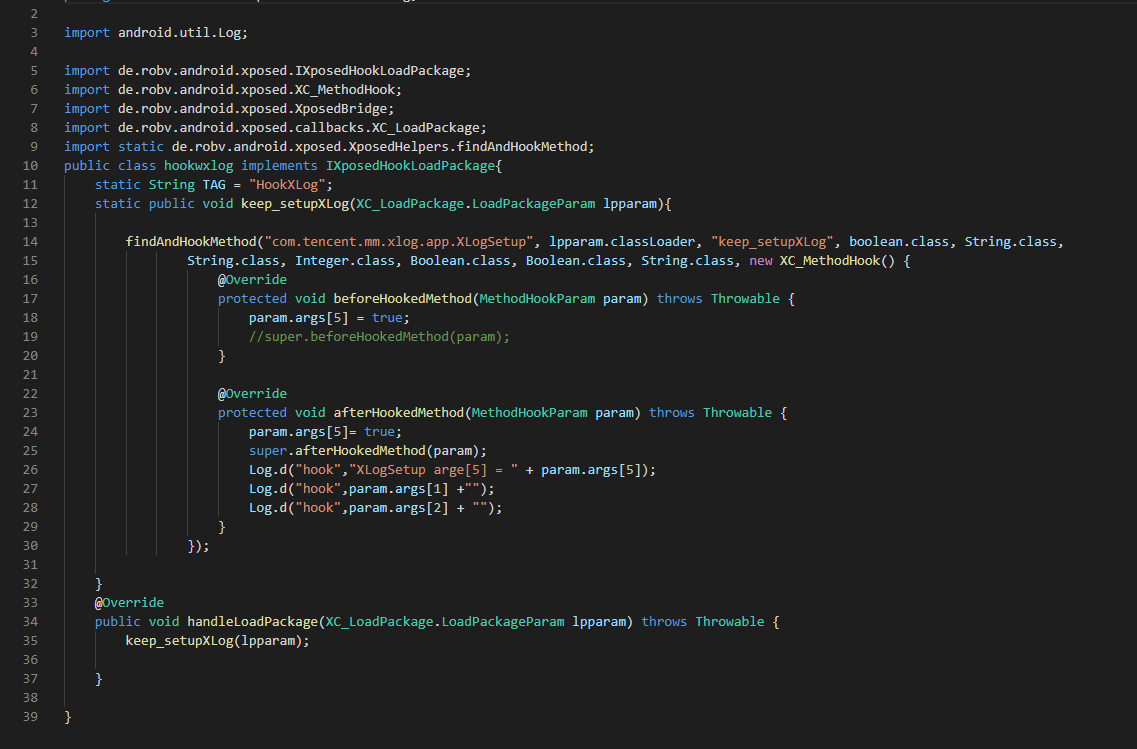 2
3 import android.util.Log;
4
5 import de.robv.android.xposed.IXposedHookLoadPackage;
6 import de.robv.android.xposed.XC_MethodHook;
7 import de.robv.android.xposed.XposedBridge;
8 import de.robv.android.xposed.callbacks.XC_LoadPackage;
9 import static de.robv.android.xposed.XposedHelpers.findAndHookMethod;
10 public class hookwxlog implements IXposedHookLoadPackage{
11     static String TAG = "HookXLog";
12     static public void keep_setupXLog(XC_LoadPackage.LoadPackageParam lpparam){
13
14         findAndHookMethod("com.tencent.mm.xlog.app.XLogSetup", lpparam.classLoader, "keep_setupXLog", boolean.class, String.class,
15                 String.class, Integer.class, Boolean.class, Boolean.class, String.class, new XC_MethodHook() {
16                     @Override
17                     protected void beforeHookedMethod(MethodHookParam param) throws Throwable {
18                         param.args[5] = true;
19                         //super.beforeHookedMethod(param);
20                     }
21
22                     @Override
23                     protected void afterHookedMethod(MethodHookParam param) throws Throwable {
24                         param.args[5]= true;
25                         super.afterHookedMethod(param);
26                         Log.d("hook","XLogSetup arge[5] = " + param.args[5]);
27                         Log.d("hook",param.args[1] +"");
28                         Log.d("hook",param.args[2] + "");
29                     }
30                 });
31
32     }
33     @Override
34     public void handleLoadPackage(XC_LoadPackage.LoadPackageParam lpparam) throws Throwable {
35         keep_setupXLog(lpparam);
36
37     }
38
39 }